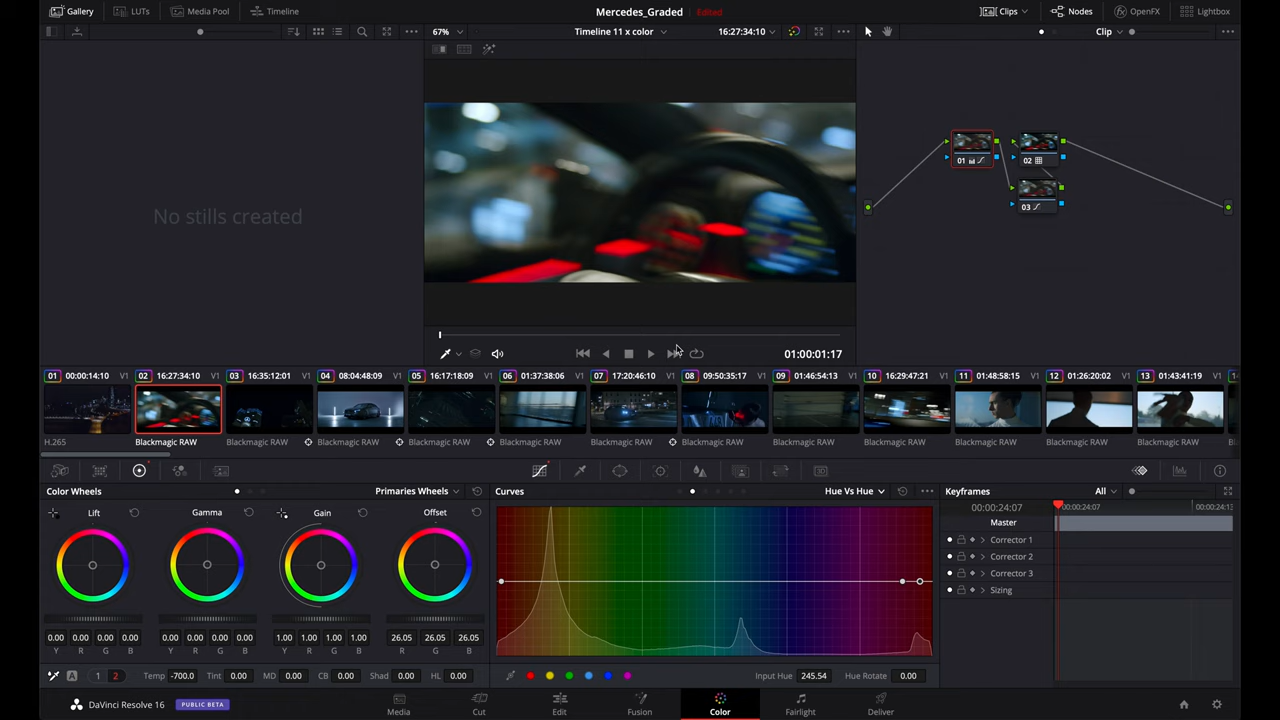 Gallery LUTs Media Pool Timeline Mercedes_Graded Edited Clips Nodes OpenFX Lightbox
67% Timeline 11 x color 16:27:34:10 Clip
No stills created
01
02
03
01:00:01:17
01 00:00:14:10 V1 02 16:27:34:10 V1 03 16:35:12:01 V1 04 08:04:48:09 V1 05 16:17:18:09 V1 06 01:37:38:06 V1 07 17:20:46:10 V1 08 09:50:35:17 V1 09 01:46:54:13 V1 10 16:29:47:21 V1 11 01:48:58:15 V1 12 01:26:20:02 V1 13 01:43:41:19 V1
H.265 Blackmagic RAW Blackmagic RAW Blackmagic RAW Blackmagic RAW Blackmagic RAW Blackmagic RAW Blackmagic RAW Blackmagic RAW Blackmagic RAW Blackmagic RAW Blackmagic RAW Blackmagic RAW
3D
Color Wheels Primaries Wheels Curves Hue Vs Hue Keyframes All
Lift Gamma Gain Offset
00:00:24:07 00:00:24:07 00:00:24:13
Master
Corrector 1
Corrector 2
Corrector 3
Sizing
0.00 0.00 0.00 0.00 0.00 0.00 0.00 0.00 1.00 1.00 1.00 1.00 26.05 26.05 26.05
Y R G B Y R G B Y R G B R G B
A 1 2 Temp -700.0 Tint 0.00 MD 0.00 CB 0.00 Shad 0.00 HL 0.00 Input Hue 245.54 Hue Rotate 0.00
DaVinci Resolve 16 PUBLIC BETA Media Cut Edit Fusion Color Fairlight Deliver